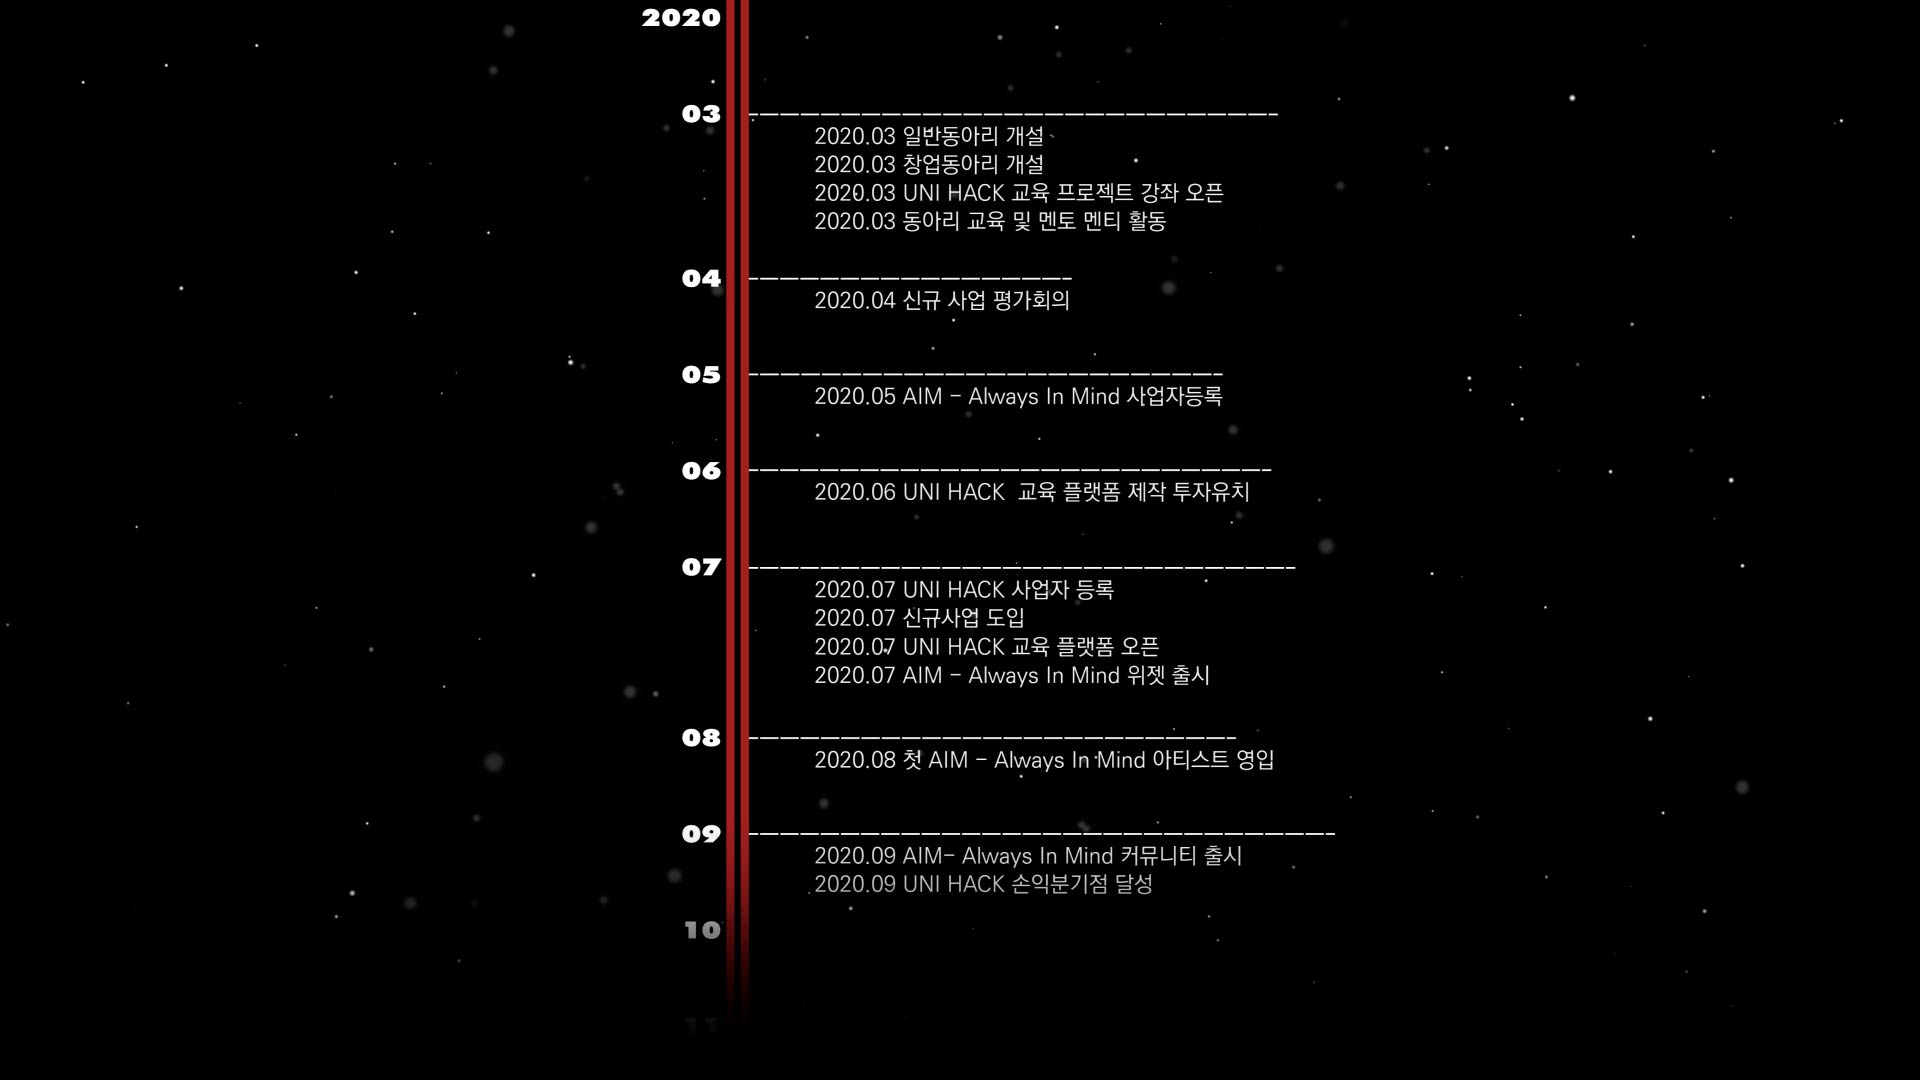 2020
03
2020.03 일반동아리 개설
2020.03 창업동아리 개설
2020.03 UNI HACK 교육 프로젝트 강좌 오픈
2020.03 동아리 교육 및 멘토 멘티 활동
04
2020.04 신규 사업 평가회의
05
2020.05 AIM - Always In Mind 사업자등록
06
2020.06 UNI HACK 교육 플랫폼 제작 투자유치
07
2020.07 UNI HACK 사업자 등록
2020.07 신규사업 도입
2020.07 UNI HACK 교육 플랫폼 오픈
2020.07 AIM - Always In Mind 위젯 출시
08
2020.08 첫 AIM - Always In Mind 아티스트 영입
09
2020.09 AIM- Always In Mind 커뮤니티 출시
2020.09 UNI HACK 손익분기점 달성
10
11